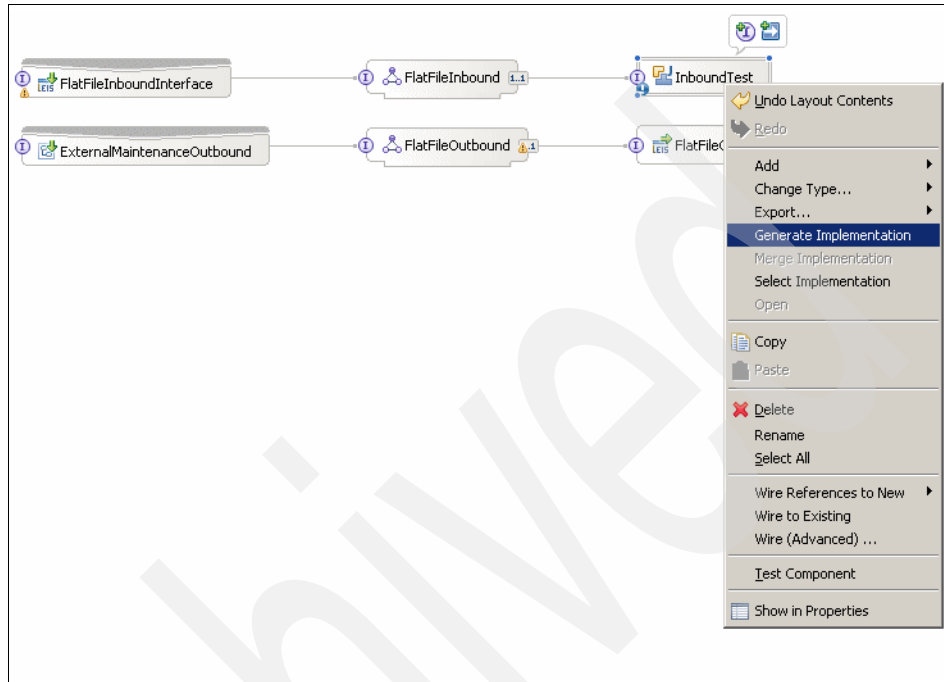 FlatFileInboundInterface
FlatFileInbound
1..1
InboundTest
ExternalMaintenanceOutbound
FlatFileOutbound
.1
FlatFile
Undo Layout Contents
Redo
Add
Change Type...
Export...
Generate Implementation
Merge Implementation
Select Implementation
Open
Copy
Paste
Delete
Rename
Select All
Wire References to New
Wire to Existing
Wire (Advanced) ...
Test Component
Show in Properties